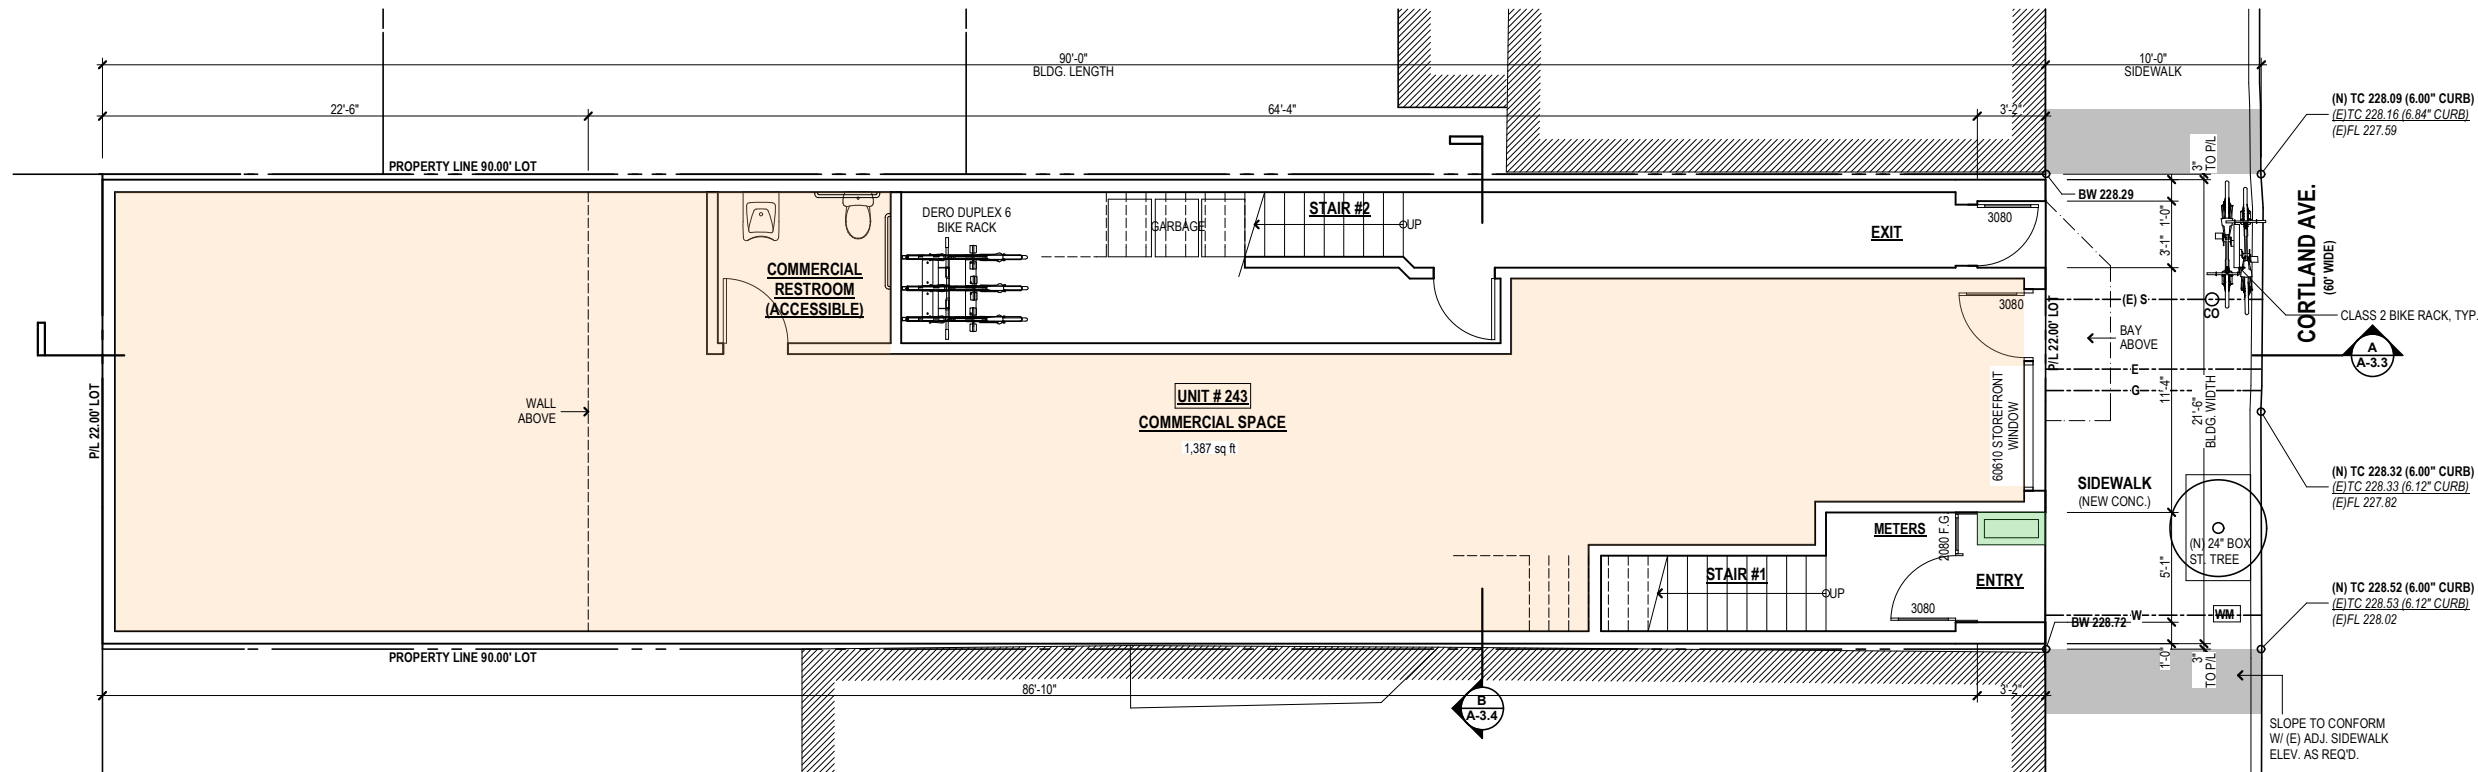 90'-0"
BLDG. LENGTH
10'-0"
SIDEWALK
22'-6"
64'-4"
3'-2"
(N) TC 228.09 (6.00" CURB)
(E)TC 228.16 (6.84" CURB)
(E)FL 227.59
PROPERTY LINE 90.00' LOT
3"
TO P/L
BW 228.29
DERO DUPLEX 6
BIKE RACK
GARBAGE
STAIR #2
UP
EXIT
3080
1'-0"
3'-1"
CORTLAND AVE.
(60' WIDE)
COMMERCIAL
RESTROOM
(ACCESSIBLE)
3080
(E) S
CO
CLASS 2 BIKE RACK, TYP.
P/L 22.00' LOT
BAY
ABOVE
A
A-3.3
E
G
11'-4"
21'-6"
BLDG. WIDTH
P/L 22.00' LOT
WALL
ABOVE
UNIT # 243
COMMERCIAL SPACE
1,387 sq ft
60610 STOREFRONT
WINDOW
SIDEWALK
(NEW CONC.)
(N) TC 228.32 (6.00" CURB)
(E)TC 228.33 (6.12" CURB)
(E)FL 227.82
METERS
2080 F.G.
(N) 24" BOX
ST. TREE
STAIR #1
UP
ENTRY
3080
5'-1"
(N) TC 228.52 (6.00" CURB)
(E)TC 228.53 (6.12" CURB)
(E)FL 228.02
W
WM
BW 228.72
PROPERTY LINE 90.00' LOT
1'-0"
3"
TO P/L
86'-10"
3'-2"
B
A-3.4
SLOPE TO CONFORM
W/ (E) ADJ. SIDEWALK
ELEV. AS REQ'D.